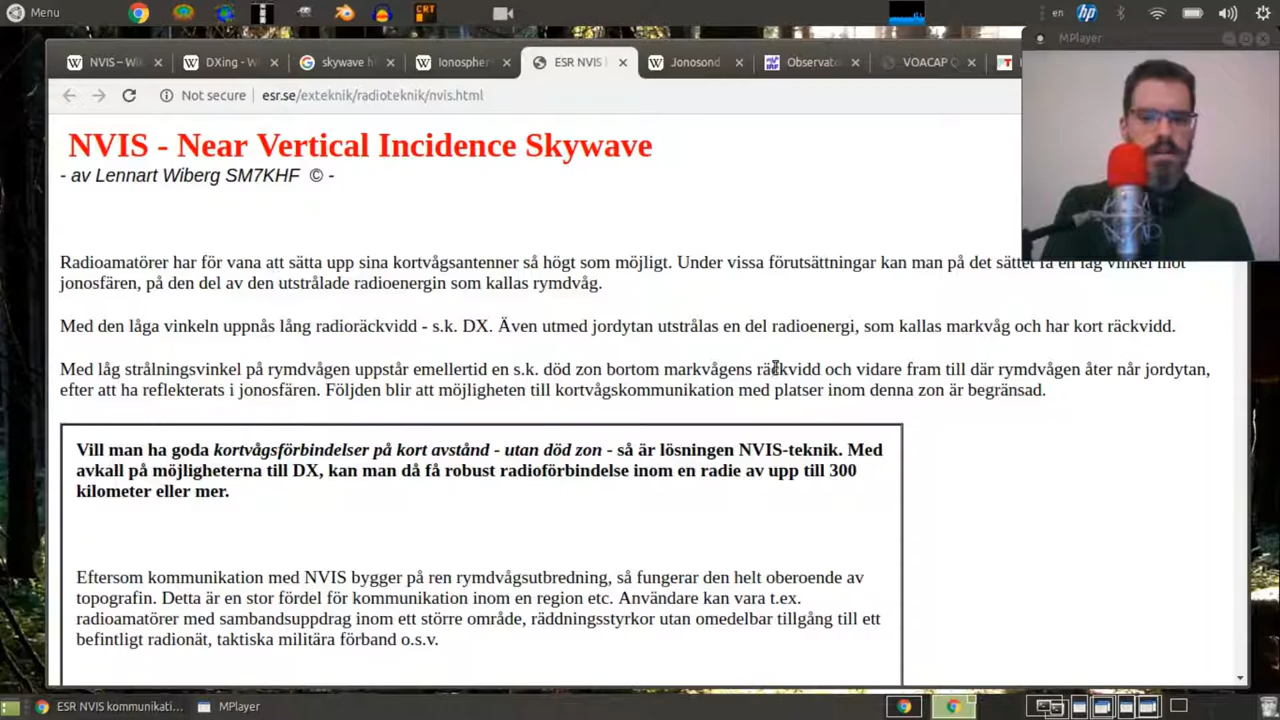 Menu
CRT
en
hp
MPlayer
NVIS – Wi
DXing - W
skywave h
Ionospher
ESR NVIS
Jonosond
Observat
VOACAP Q
Not secure
esr.se/exteknik/radioteknik/nvis.html
NVIS - Near Vertical Incidence Skywave
- av Lennart Wiberg SM7KHF © -
Radioamatörer har för vana att sätta upp sina kortvågsantenner så högt som möjligt. Under vissa förutsättningar kan man på det sättet få en låg vinkel mot
jonosfären, på den del av den utstrålade radioenergin som kallas rymdvåg.
Med den låga vinkeln uppnås lång radioräckvidd - s.k. DX. Även utmed jordytan utstrålas en del radioenergi, som kallas markvåg och har kort räckvidd.
Med låg strålningsvinkel på rymdvågen uppstår emellertid en s.k. död zon bortom markvågens räckvidd och vidare fram till där rymdvågen åter når jordytan,
efter att ha reflekterats i jonosfären. Följden blir att möjligheten till kortvågskommunikation med platser inom denna zon är begränsad.
Vill man ha goda kortvågsförbindelser på kort avstånd - utan död zon - så är lösningen NVIS-teknik. Med
avkall på möjligheterna till DX, kan man då få robust radioförbindelse inom en radie av upp till 300
kilometer eller mer.
Eftersom kommunikation med NVIS bygger på ren rymdvågsutbredning, så fungerar den helt oberoende av
topografin. Detta är en stor fördel för kommunikation inom en region etc. Användare kan vara t.ex.
radioamatörer med sambandsuppdrag inom ett större område, räddningsstyrkor utan omedelbar tillgång till ett
befintligt radionät, taktiska militära förband o.s.v.
ESR NVIS kommunikati...
MPlayer